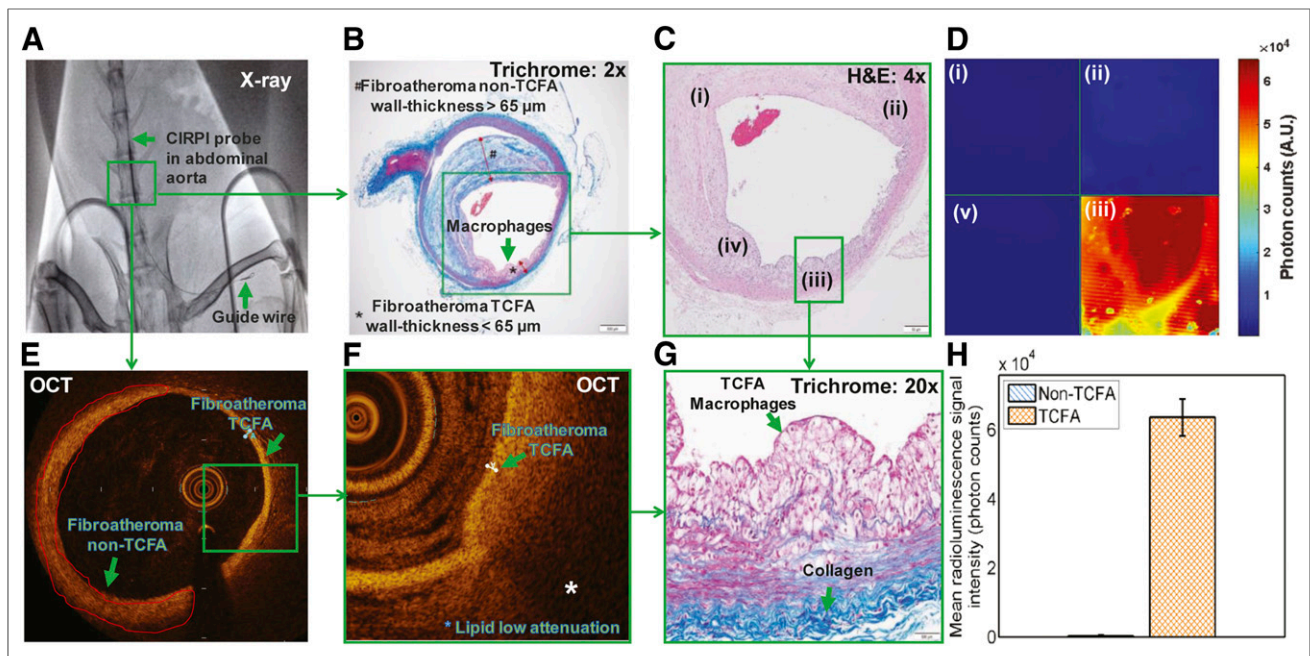 A
X-ray
CIRPI probe
in abdominal
aorta
Guide wire
B
Trichrome: 2x
#Fibroatheroma non-TCFA
wall-thickness > 65 µm
#
Macrophages
*
* Fibroatheroma TCFA
wall-thickness < 65 µm
C
H&E: 4x
(i)
(ii)
(iv)
(iii)
D
(i)
(ii)
(v)
(iii)
×10⁴
6
5
4
3
2
1
Photon counts (A.U.)
E
OCT
Fibroatheroma
TCFA
Fibroatheroma
non-TCFA
F
OCT
Fibroatheroma
TCFA
*
* Lipid low attenuation
G
Trichrome: 20x
TCFA
Macrophages
Collagen
H
x 10⁴
Non-TCFA
TCFA
6
4
2
0
Mean radioluminescence signal
intensity (photon counts)